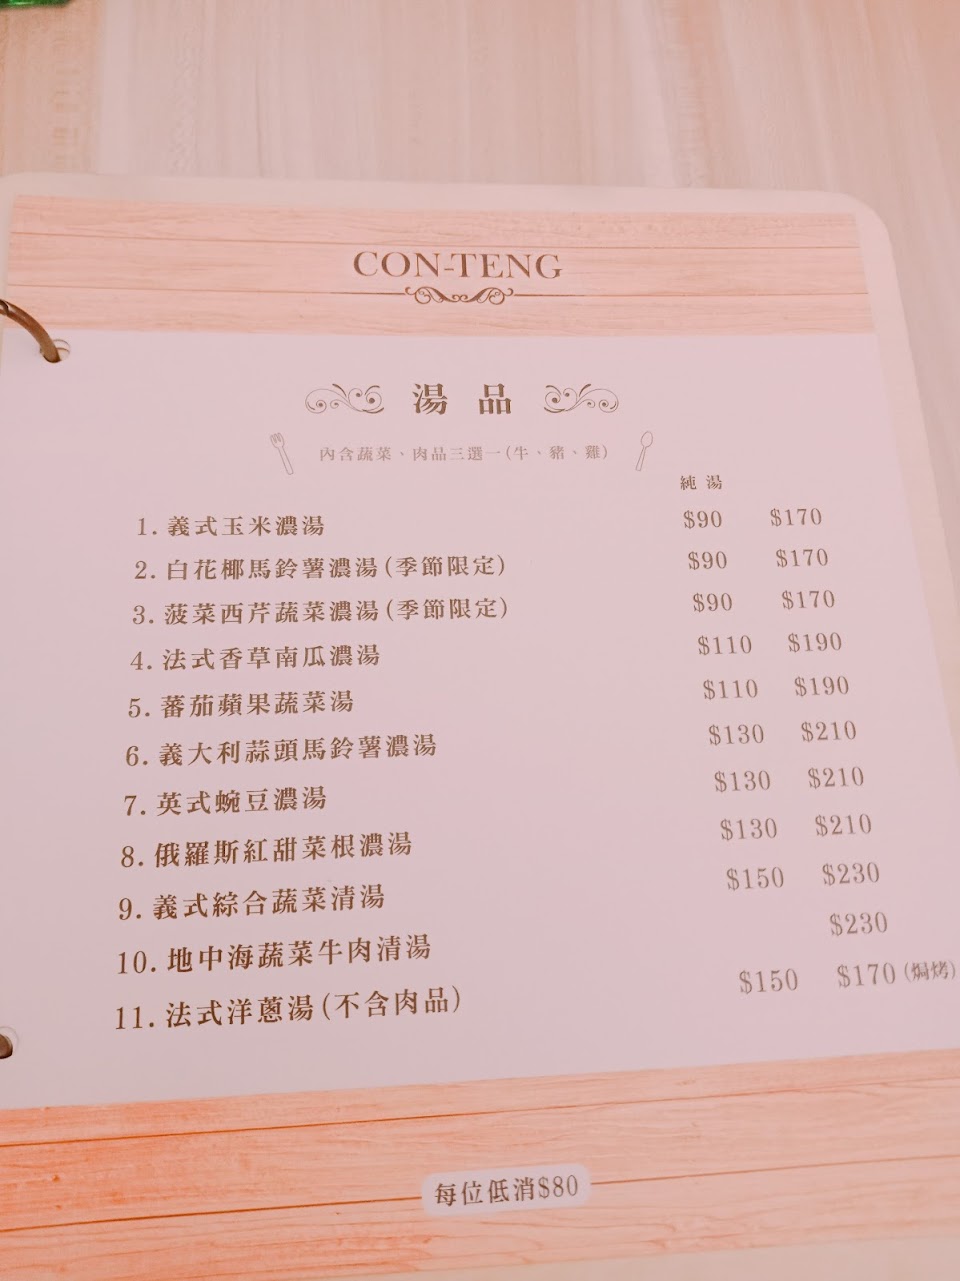 CON-TENG
湯品
內含蔬菜、肉品三選一(牛、豬、雞)
純湯
1. 義式玉米濃湯 $90 $170
2. 白花椰馬鈴薯濃湯(季節限定) $90 $170
3. 菠菜西芹蔬菜濃湯(季節限定) $90 $170
4. 法式香草南瓜濃湯 $110 $190
5. 蕃茄蘋果蔬菜湯 $110 $190
6. 義大利蒜頭馬鈴薯濃湯 $130 $210
7. 英式蜿豆濃湯 $130 $210
8. 俄羅斯紅甜菜根濃湯 $130 $210
9. 義式綜合蔬菜清湯 $150 $230
10. 地中海蔬菜牛肉清湯 $230
11. 法式洋蔥湯(不含肉品) $150 $170(焗烤)
每位低消$80